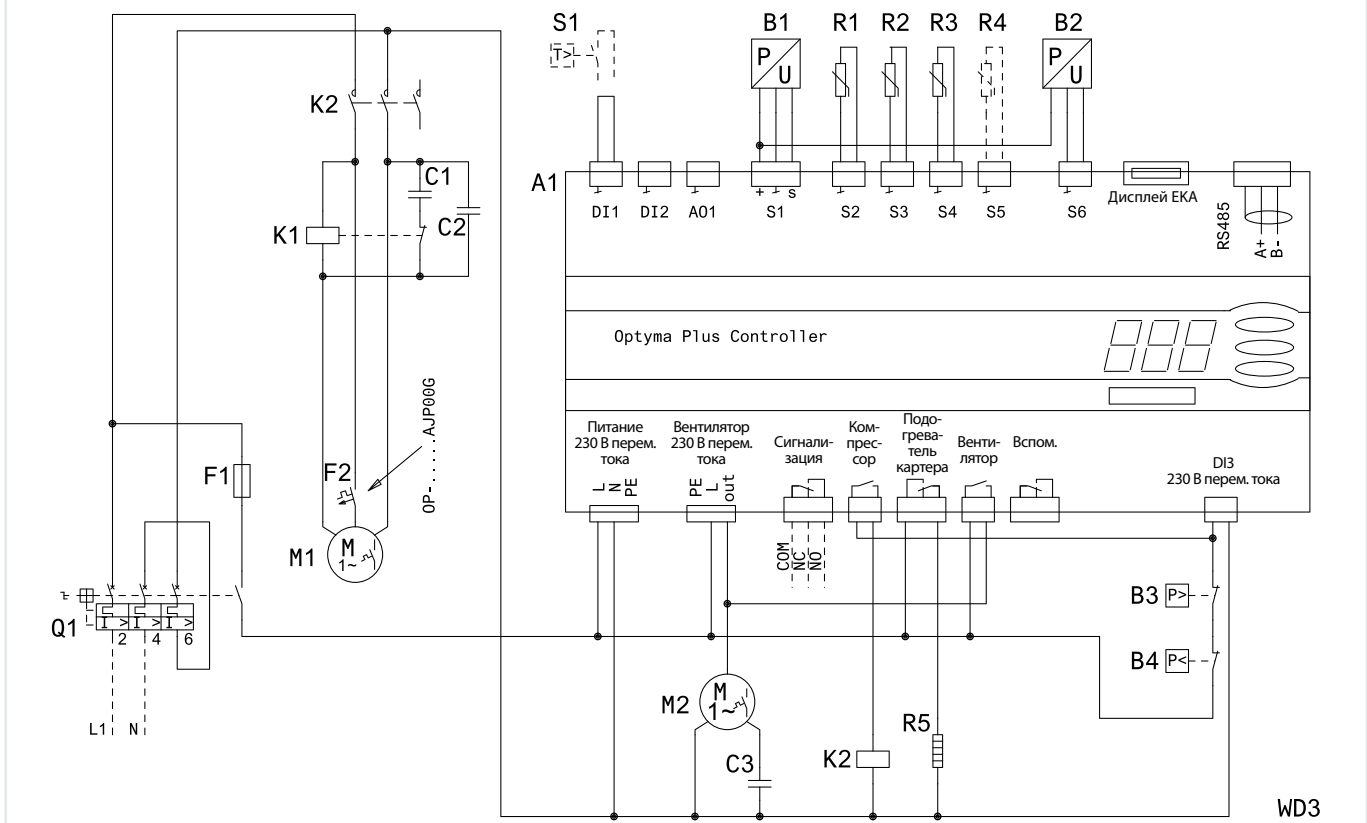 S1
B1
R1
R2
R3
R4
B2
T>
P
U
P
U
K2
A1
C1
C2
K1
+
s
DI1
DI2
AO1
S1
S2
S3
S4
S5
S6
Дисплей EKA
RS485
A+
B-
Optyma Plus Controller
OP-......AJP00G
Питание
230 В перем.
тока
Вентилятор
230 В перем.
тока
Сигнали-
зация
Ком-
прес-
сор
Подо-
грева-
тель
картера
Венти-
лятор
Вспом.
DI3
230 В перем. тока
L
N
PE
PE
L
out
COM
NC
NO
F1
F2
M1
M
1~
Q1
I >
I >
I >
2
4
6
L1
N
B3
P>
B4
P<
M2
M
1~
C3
K2
R5
WD3